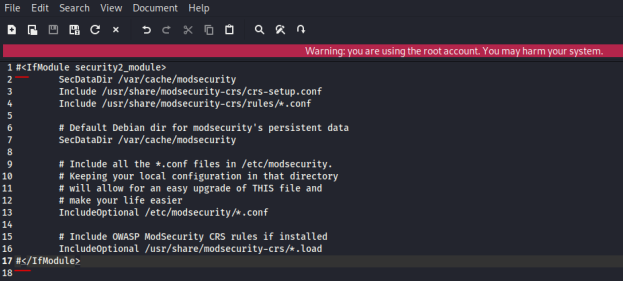 File Edit Search View Document Help
Warning: you are using the root account. You may harm your system.
1 #<IfModule security2_module>
2 SecDataDir /var/cache/modsecurity
3 Include /usr/share/modsecurity-crs/crs-setup.conf
4 Include /usr/share/modsecurity-crs/rules/*.conf
5
6 # Default Debian dir for modsecurity's persistent data
7 SecDataDir /var/cache/modsecurity
8
9 # Include all the *.conf files in /etc/modsecurity.
10 # Keeping your local configuration in that directory
11 # will allow for an easy upgrade of THIS file and
12 # make your life easier
13 IncludeOptional /etc/modsecurity/*.conf
14
15 # Include OWASP ModSecurity CRS rules if installed
16 IncludeOptional /usr/share/modsecurity-crs/*.load
17 #</IfModule>
18